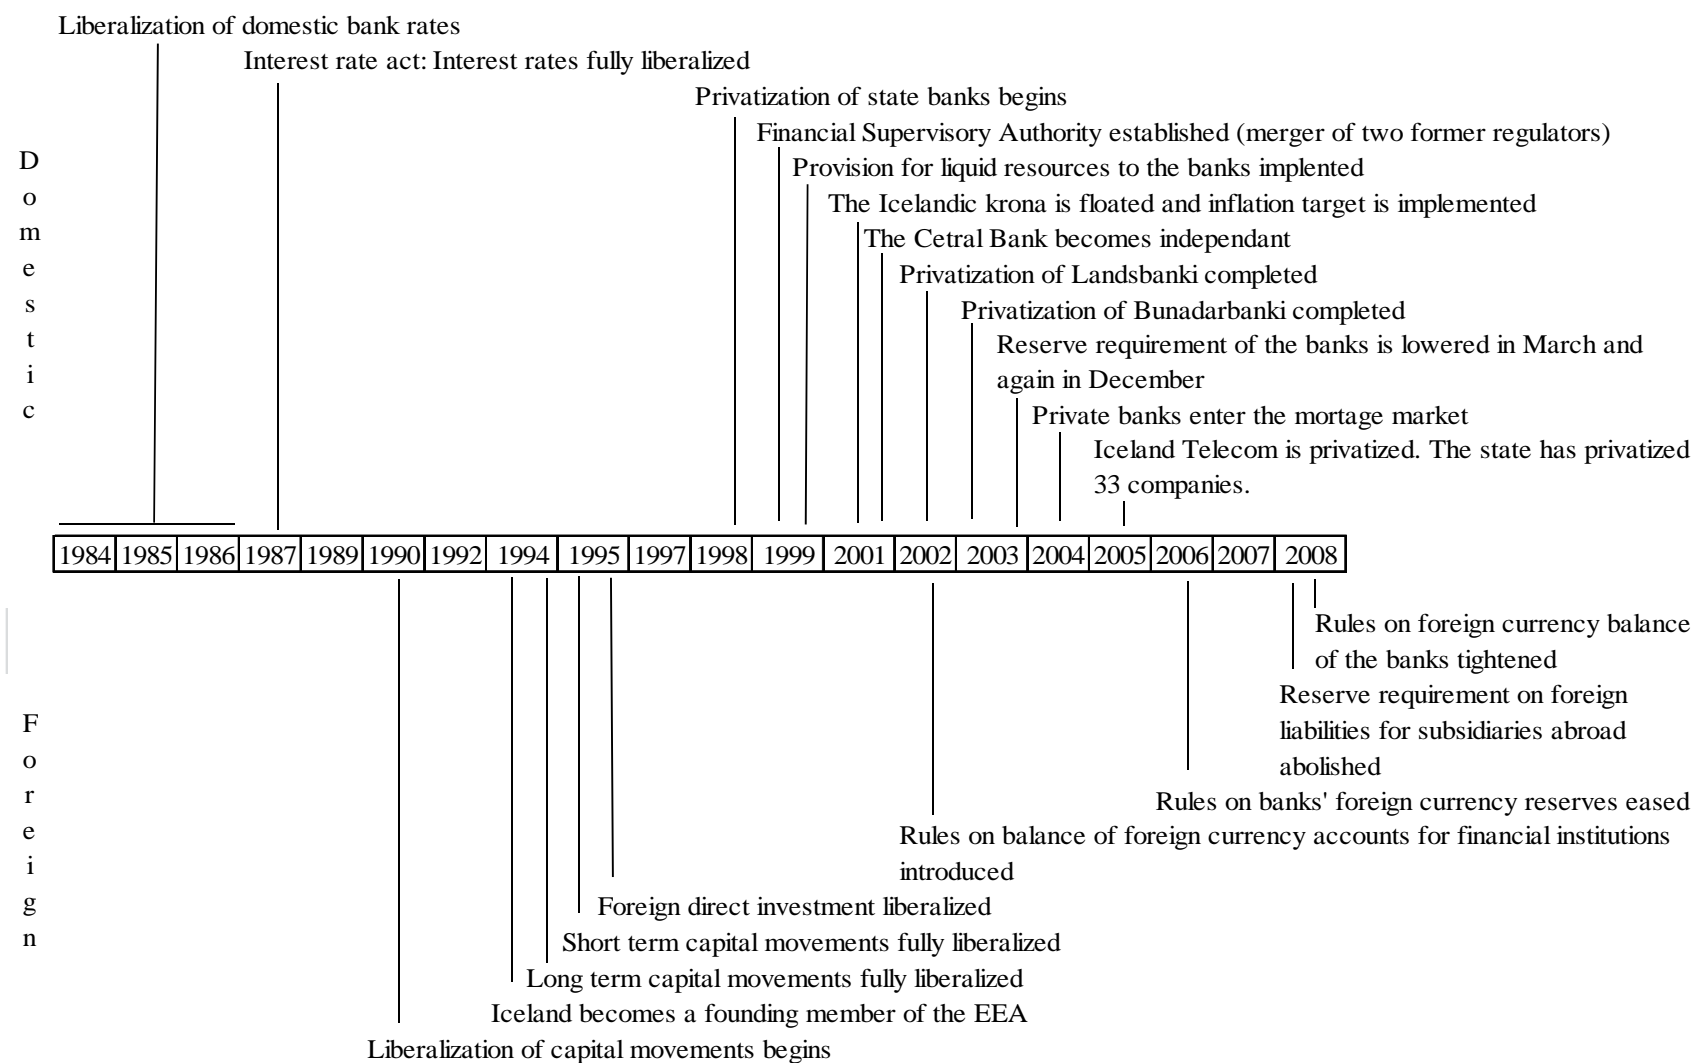 Liberalization of domestic bank rates
Interest rate act: Interest rates fully liberalized
Privatization of state banks begins
Financial Supervisory Authority established (merger of two former regulators)
Provision for liquid resources to the banks implented
The Icelandic krona is floated and inflation target is implemented
The Cetral Bank becomes independant
Privatization of Landsbanki completed
Privatization of Bunadarbanki completed
Reserve requirement of the banks is lowered in March and
again in December
Private banks enter the mortage market
Iceland Telecom is privatized. The state has privatized
33 companies.
Domestic
1984 1985 1986 1987 1989 1990 1992 1994 1995 1997 1998 1999 2001 2002 2003 2004 2005 2006 2007 2008
Foreign
Rules on foreign currency balance
of the banks tightened
Reserve requirement on foreign
liabilities for subsidiaries abroad
abolished
Rules on banks' foreign currency reserves eased
Rules on balance of foreign currency accounts for financial institutions
introduced
Foreign direct investment liberalized
Short term capital movements fully liberalized
Long term capital movements fully liberalized
Iceland becomes a founding member of the EEA
Liberalization of capital movements begins